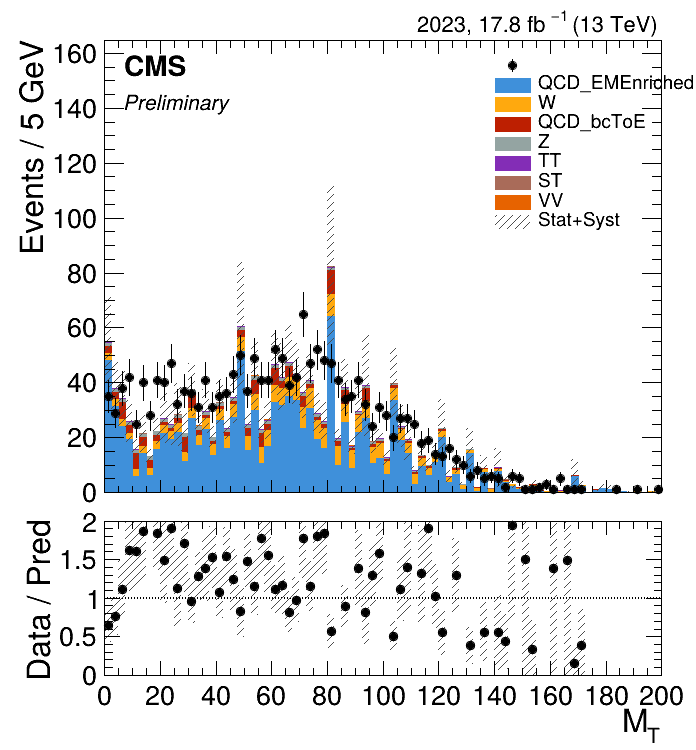 2023, 17.8 fb⁻¹ (13 TeV)
Events / 5 GeV
160
140
120
100
80
60
40
20
0
CMS
Preliminary
QCD_EMEnriched
W
QCD_bcToE
Z
TT
ST
VV
Stat+Syst
Data / Pred
2
1.5
1
0.5
0
0 20 40 60 80 100 120 140 160 180 200
M_T